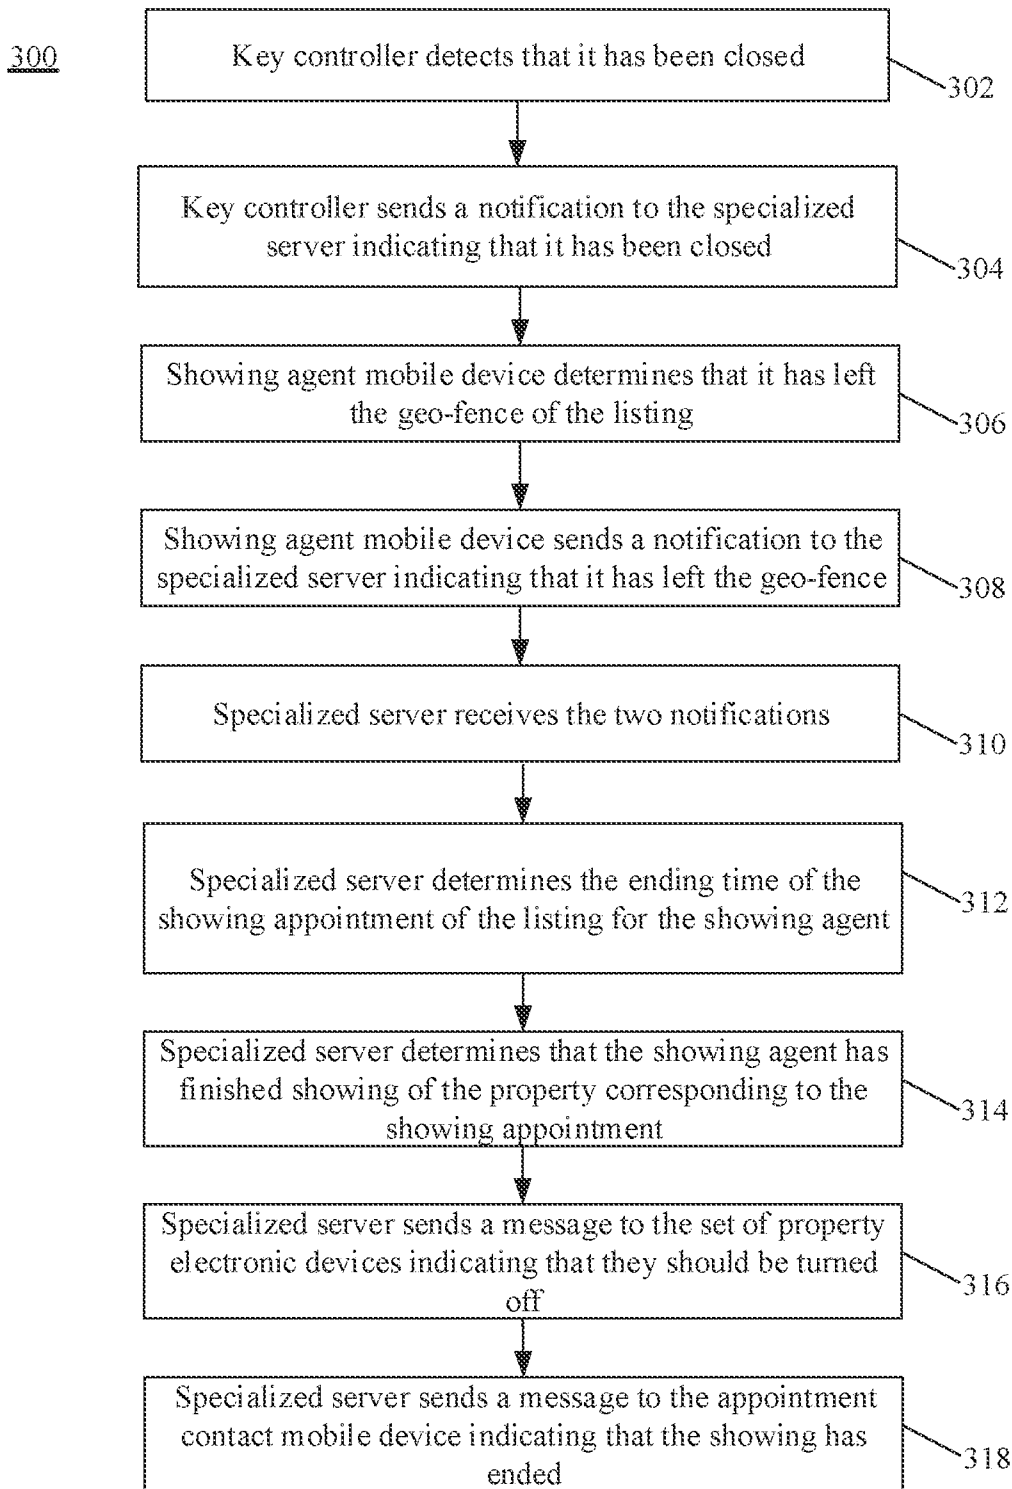 300
Key controller detects that it has been closed
302
Key controller sends a notification to the specialized
server indicating that it has been closed
304
Showing agent mobile device determines that it has left
the geo-fence of the listing
306
Showing agent mobile device sends a notification to the
specialized server indicating that it has left the geo-fence
308
Specialized server receives the two notifications
310
Specialized server determines the ending time of the
showing appointment of the listing for the showing agent
312
Specialized server determines that the showing agent has
finished showing of the property corresponding to the
showing appointment
314
Specialized server sends a message to the set of property
electronic devices indicating that they should be turned
off
316
Specialized server sends a message to the appointment
contact mobile device indicating that the showing has
ended
318